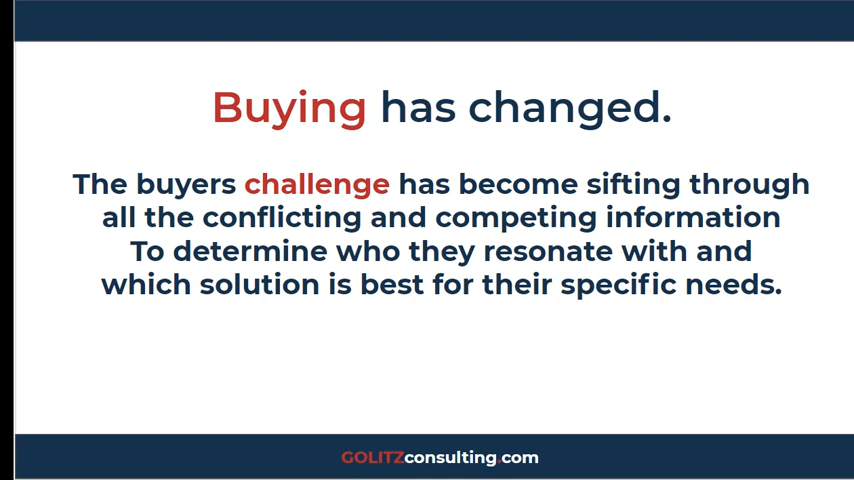 Buying has changed.
The buyers challenge has become sifting through
all the conflicting and competing information
To determine who they resonate with and
which solution is best for their specific needs.
GOLITZconsulting.com